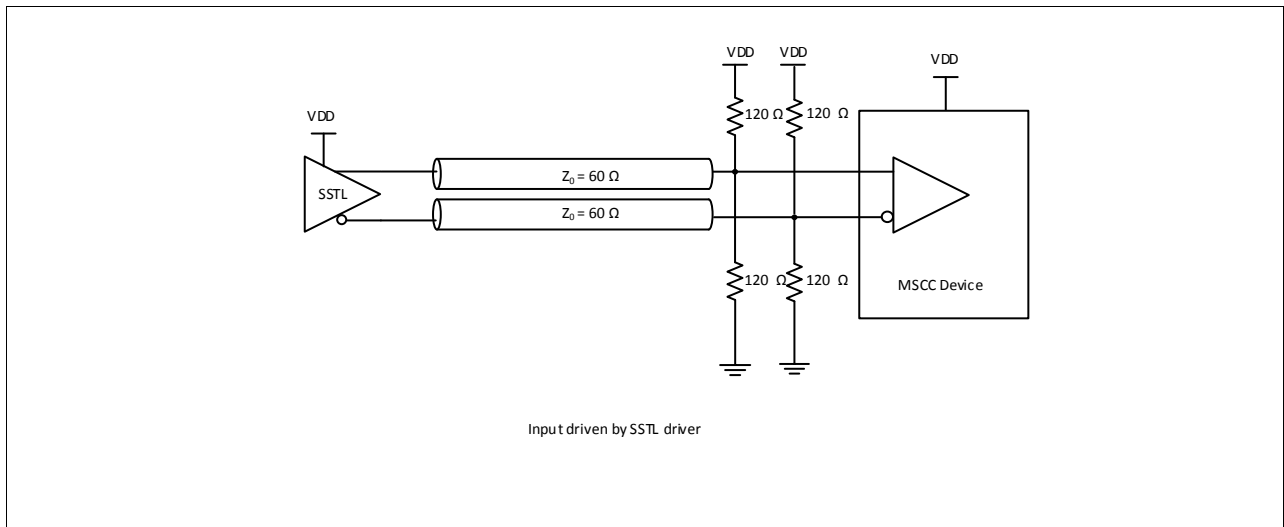 VDD VDD
VDD
120 Ω 120 Ω
VDD
SSTL
Z₀ = 60 Ω
Z₀ = 60 Ω
120 Ω 120 Ω
MSCC Device
Input driven by SSTL driver